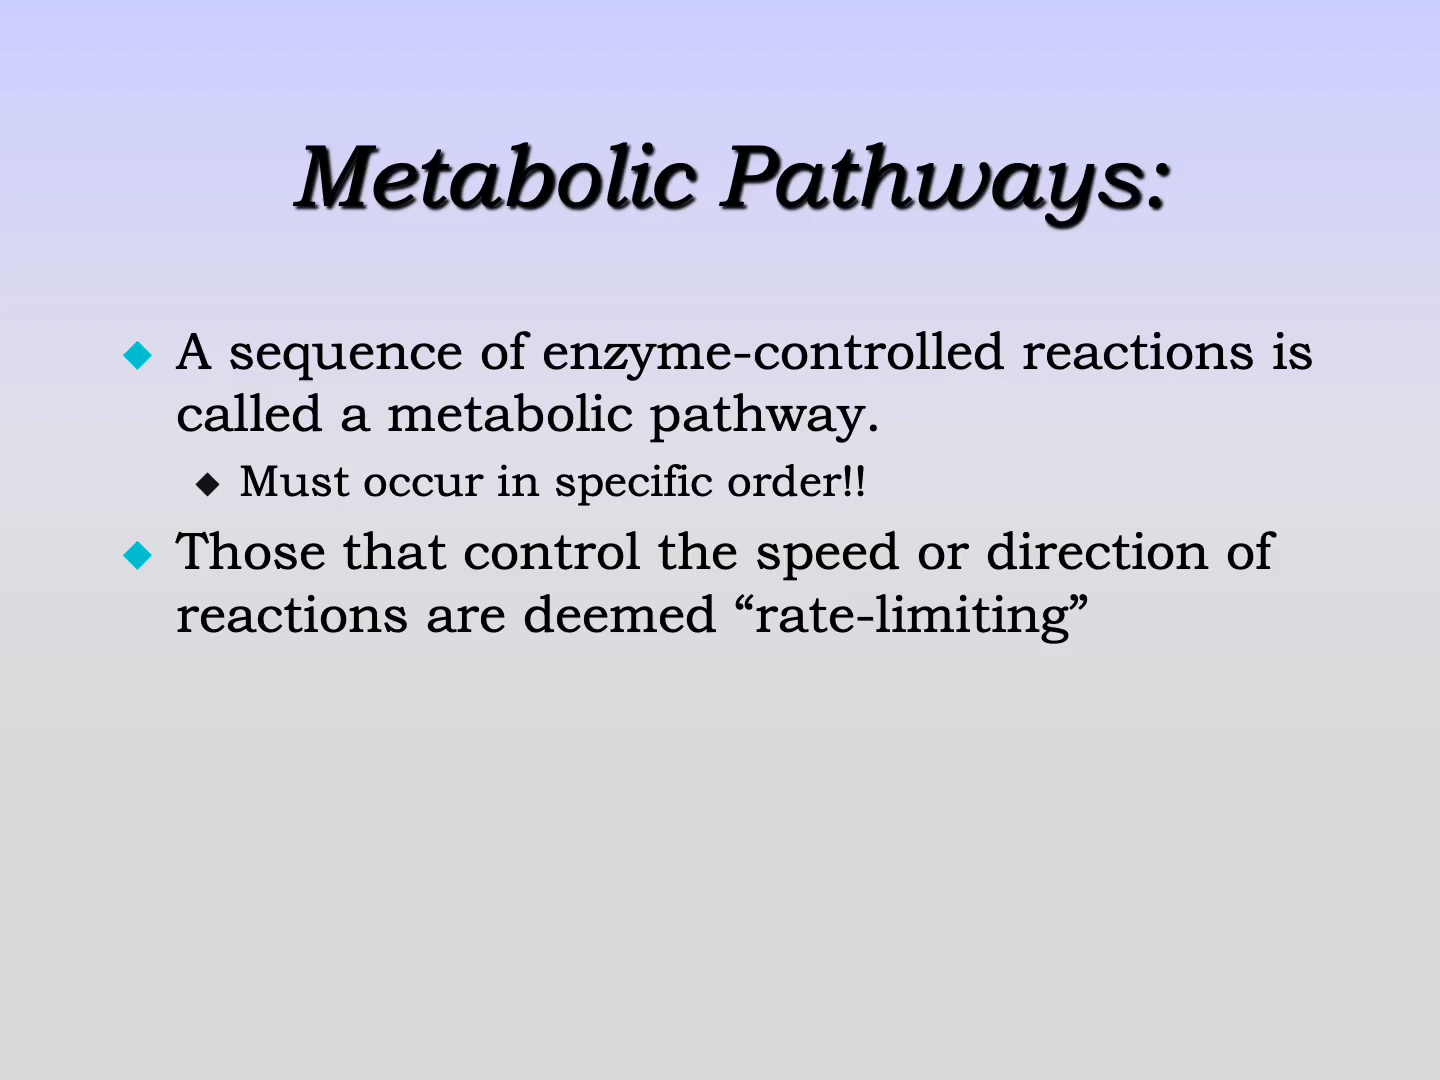 Metabolic Pathways:
A sequence of enzyme-controlled reactions is
called a metabolic pathway.
Must occur in specific order!!
Those that control the speed or direction of
reactions are deemed “rate-limiting”